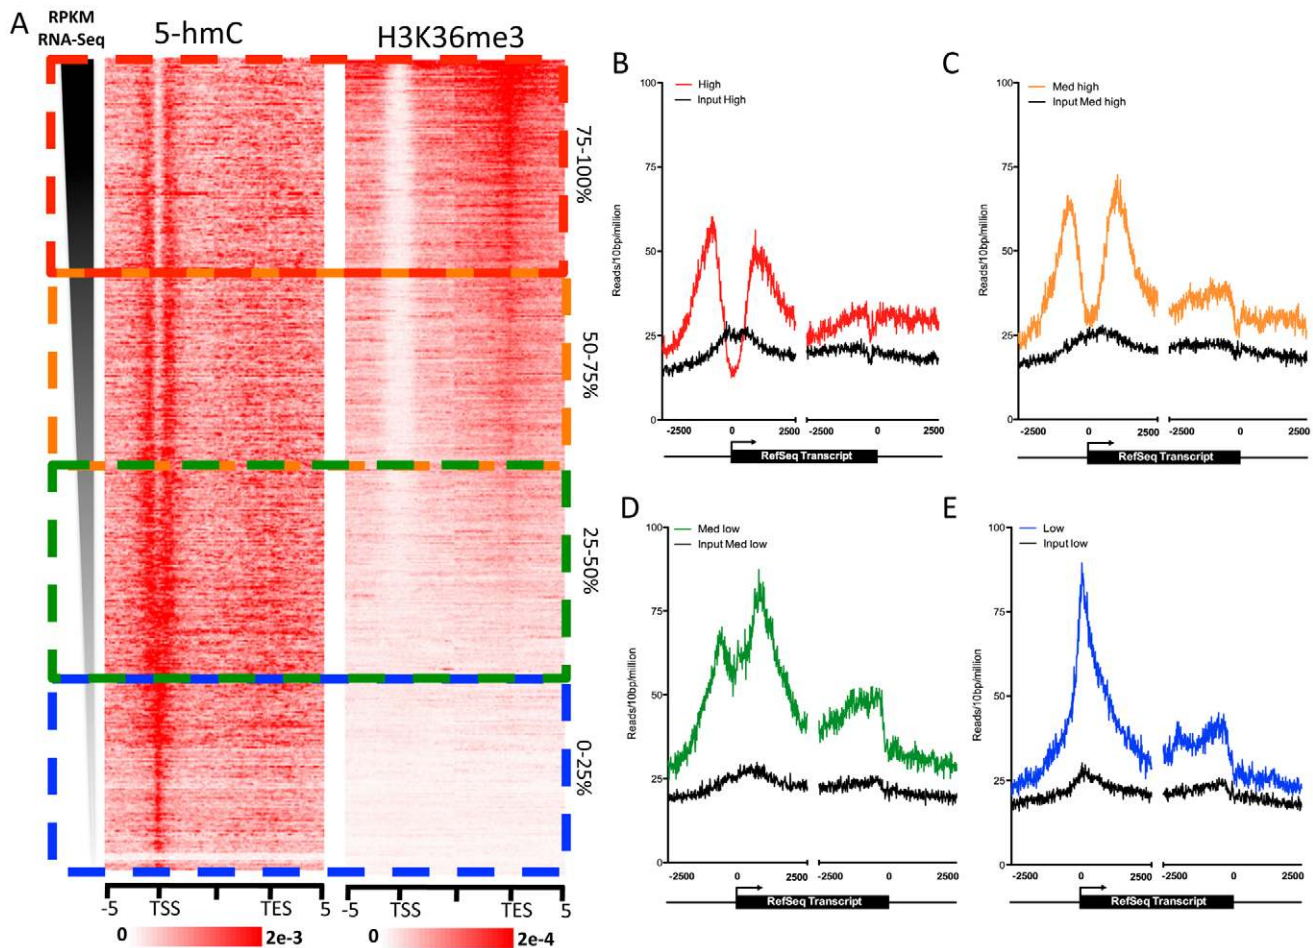 A
RPKM
RNA-Seq
5-hmC
H3K36me3
75-100%
50-75%
25-50%
0-25%
-5 TSS TES 5
-5 TSS TES 5
0 2e-3
0 2e-4
B
High
Input High
Reads/10bp/million
100
75
50
25
0
-2500 0 2500 -2500 0 2500
RefSeq Transcript
C
Med high
Input Med high
Reads/10bp/million
100
75
50
25
0
-2500 0 2500 -2500 0 2500
RefSeq Transcript
D
Med low
Input Med low
Reads/10bp/million
100
75
50
25
0
-2500 0 2500 -2500 0 2500
RefSeq Transcript
E
Low
Input low
Reads/10bp/million
100
75
50
25
0
-2500 0 2500 -2500 0 2500
RefSeq Transcript